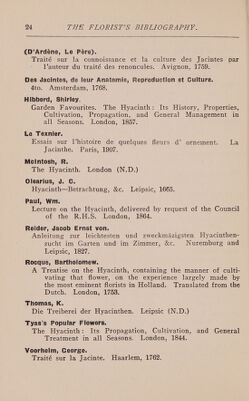 24 THE FLORIST'S BIBLIOGRAPHY.
(D'Ardène, Le Père).
Traité sur la connoissance et la culture des Jacintes par
l'auteur du traité des renoncules. Avignon, 1759.
Des Jacintes, de leur Anatomie, Reproduction et Culture.
4to. Amsterdam, 1768.
Hibberd, Shirley.
Garden Favourites. The Hyacinth: Its History, Properties,
Cultivation, Propagation, and General Management in
all Seasons. London, 1857.
Le Texnier.
Essais sur l'histoire de quelques fleurs d' ornement. La
Jacinthe. Paris, 1907.
McIntosh, R.
The Hyacinth. London (N.D.)
Olearius, J. C.
Hyacinth—Betrachtung, &c. Leipsic, 1665.
Paul, Wm.
Lecture on the Hyacinth, delivered by request of the Council
of the R.H.S. London, 1864.
Reider, Jacob Ernst von.
Anleitung zur leichtesten und zweckmäzigsten Hyacinthen-
zucht im Garten und im Zimmer, &c. Nuremburg and
Leipsic, 1827.
Rocque, Bartholomew.
A Treatise on the Hyacinth, containing the manner of culti-
vating that flower, on the experience largely made by
the most eminent florists in Holland. Translated from the
Dutch. London, 1753.
Thomas, K.
Die Treiberei der Hyacinthen. Leipsic (N.D.)
Tyas's Popular Flowers.
The Hyacinth: Its Propagation, Cultivation, and General
Treatment in all Seasons. London, 1844.
Voorhelm, George.
Traité sur la Jacinte. Haarlem, 1762.